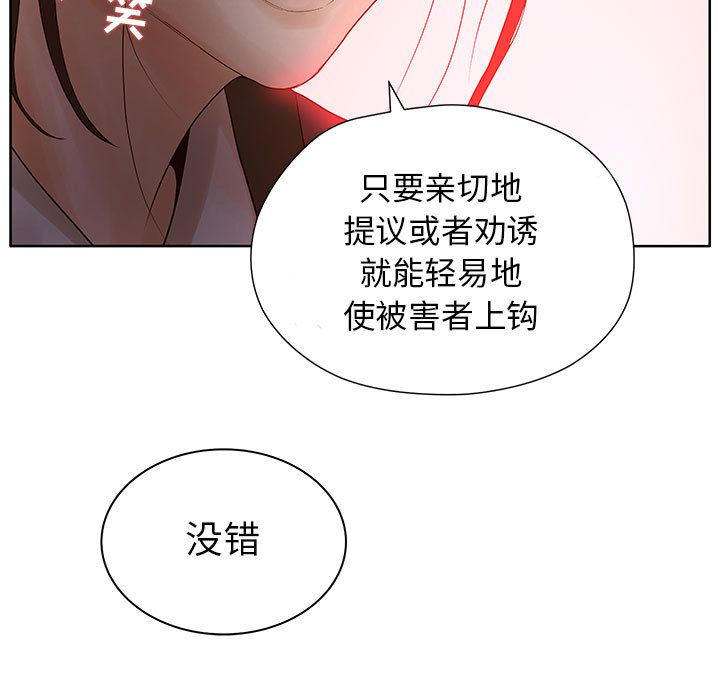 笑
只要亲切地
提议或者劝诱
就能轻易地
使被害者上钩
没错